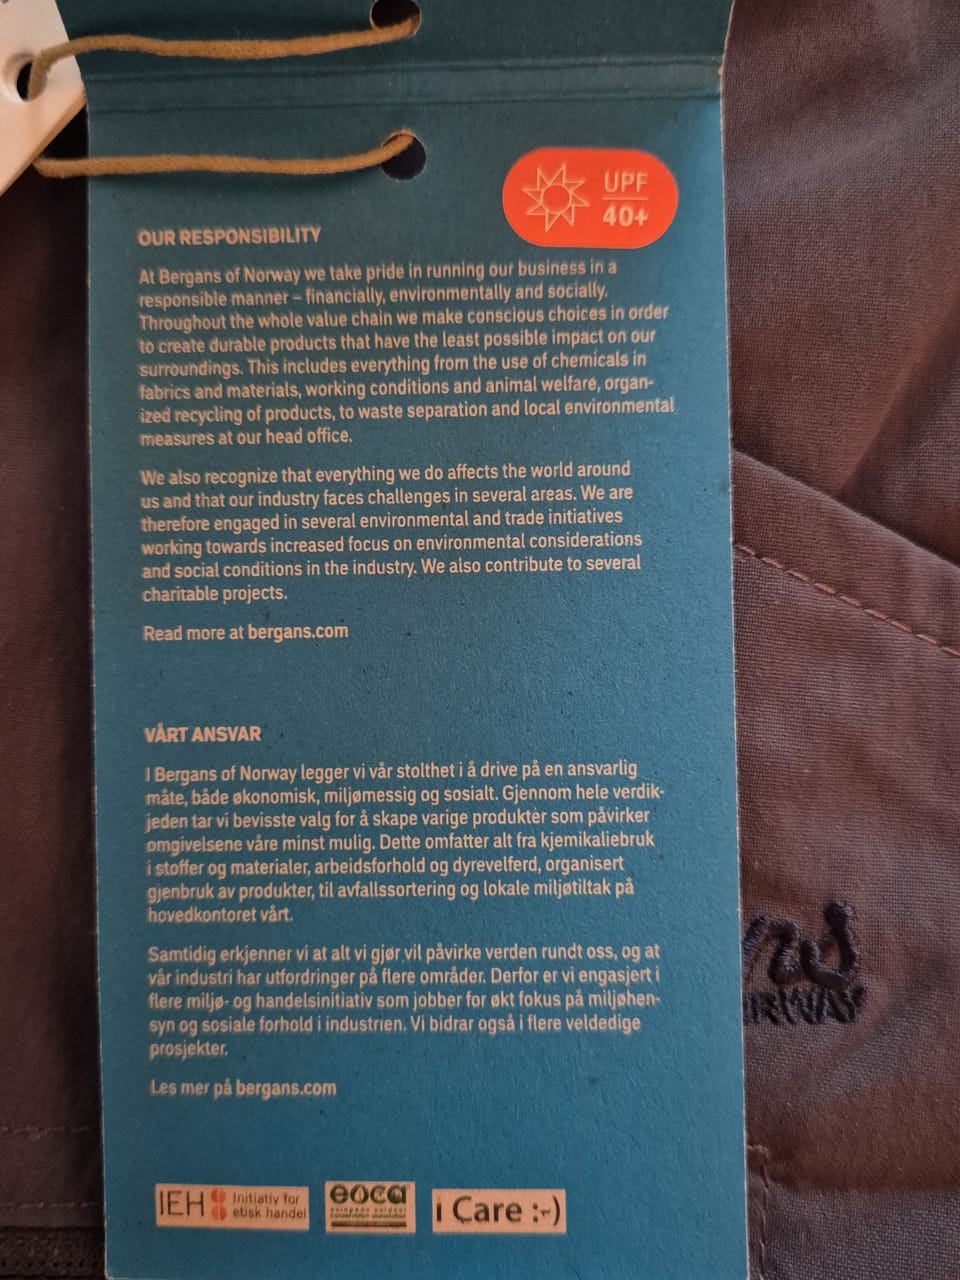 UPF
40+
OUR RESPONSIBILITY
At Bergans of Norway we take pride in running our business in a
responsible manner – financially, environmentally and socially.
Throughout the whole value chain we make conscious choices in order
to create durable products that have the least possible impact on our
surroundings. This includes everything from the use of chemicals in
fabrics and materials, working conditions and animal welfare, organ-
ized recycling of products, to waste separation and local environmental
measures at our head office.
We also recognize that everything we do affects the world around
us and that our industry faces challenges in several areas. We are
therefore engaged in several environmental and trade initiatives
working towards increased focus on environmental considerations
and social conditions in the industry. We also contribute to several
charitable projects.
Read more at bergans.com
VÅRT ANSVAR
I Bergans of Norway legger vi vår stolthet i å drive på en ansvarlig
måte, både økonomisk, miljømessig og sosialt. Gjennom hele verdik-
jeden tar vi bevisste valg for å skape varige produkter som påvirker
omgivelsene våre minst mulig. Dette omfatter alt fra kjemikaliebruk
i stoffer og materialer, arbeidsforhold og dyrevelferd, organisert
gjenbruk av produkter, til avfallssortering og lokale miljøtiltak på
hovedkontoret vårt.
Samtidig erkjenner vi at alt vi gjør vil påvirke verden rundt oss, og at
vår industri har utfordringer på flere områder. Derfor er vi engasjert i
flere miljø- og handelsinitiativ som jobber for økt fokus på miljøhen-
syn og sosiale forhold i industrien. Vi bidrar også i flere veldedige
prosjekter.
Les mer på bergans.com
IEH Initiativ for
etisk handel
eoca
european outdoor
conservation association
i Care :-)